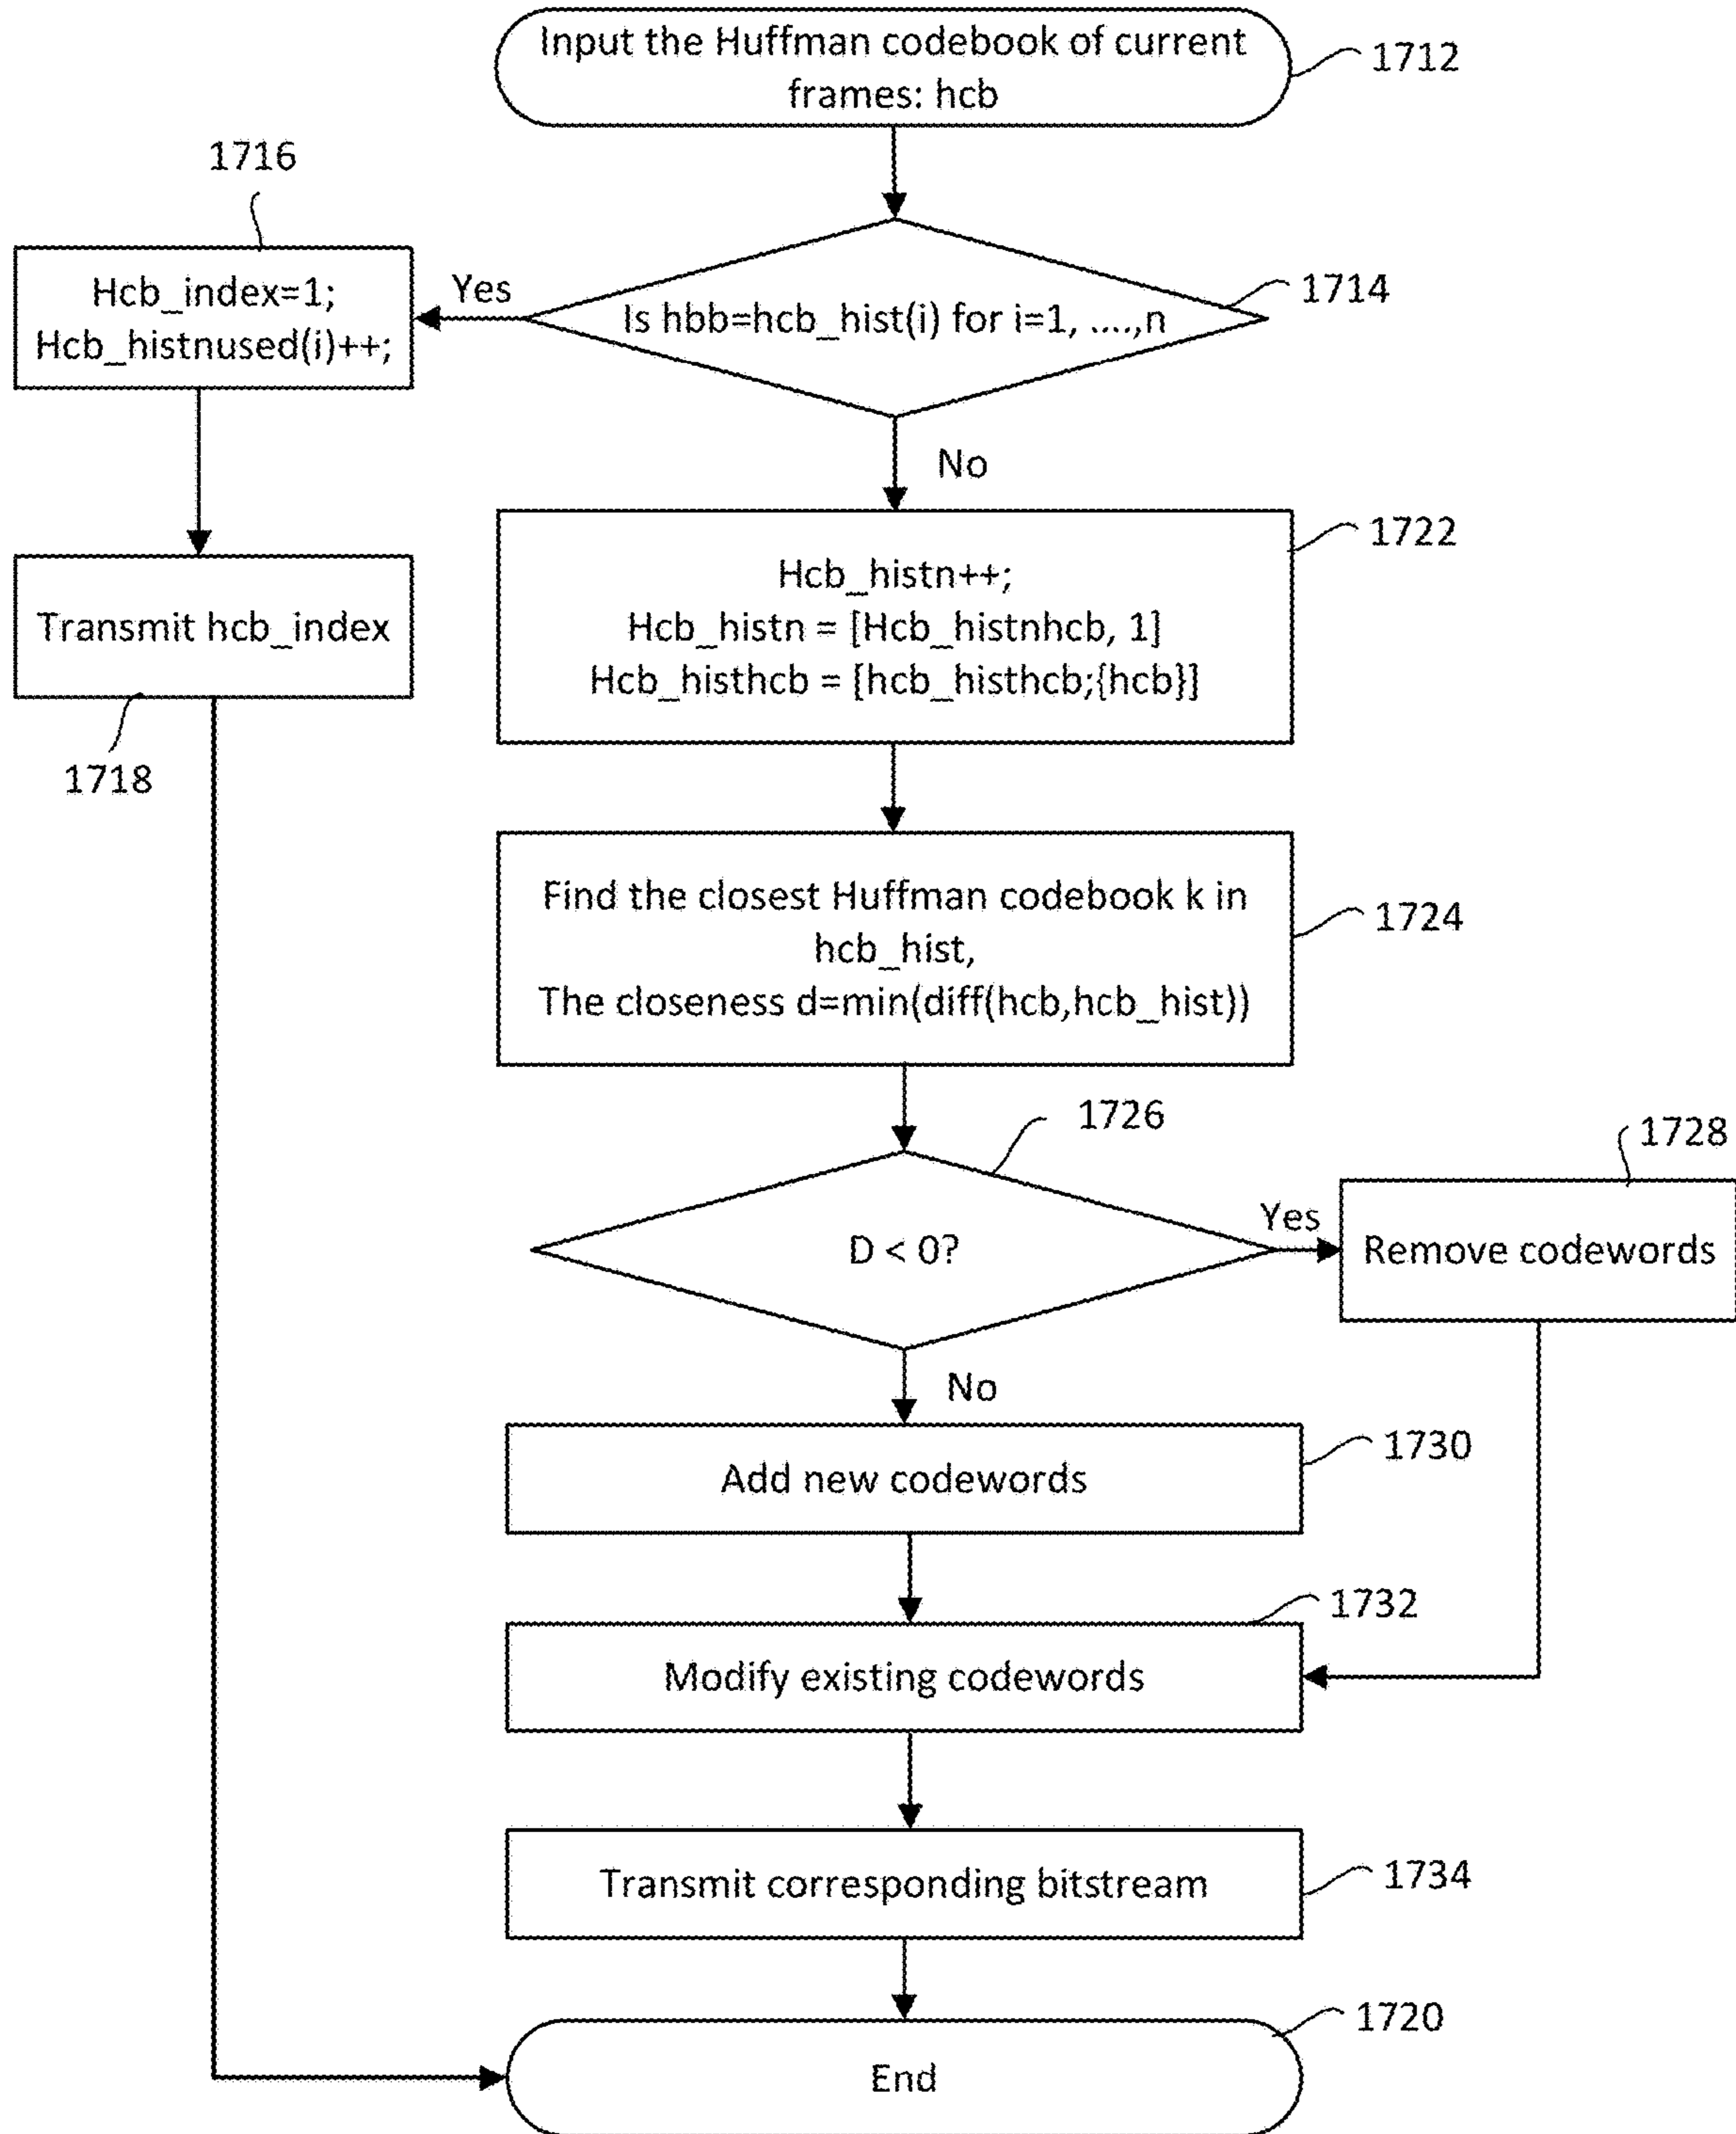 Input the Huffman codebook of current
frames: hcb
1712
1716
Hcb_index=1;
Hcb_histnused(i)++;
Yes
Is hbb=hcb_hist(i) for i=1, ....,n
1714
No
Transmit hcb_index
1718
1722
Hcb_histn++;
Hcb_histn = [Hcb_histnhcb, 1]
Hcb_histhcb = [hcb_histhcb;{hcb}]
Find the closest Huffman codebook k in
hcb_hist,
The closeness d=min(diff(hcb,hcb_hist))
1724
1726
D < 0?
Yes
1728
Remove codewords
No
1730
Add new codewords
1732
Modify existing codewords
Transmit corresponding bitstream
1734
1720
End